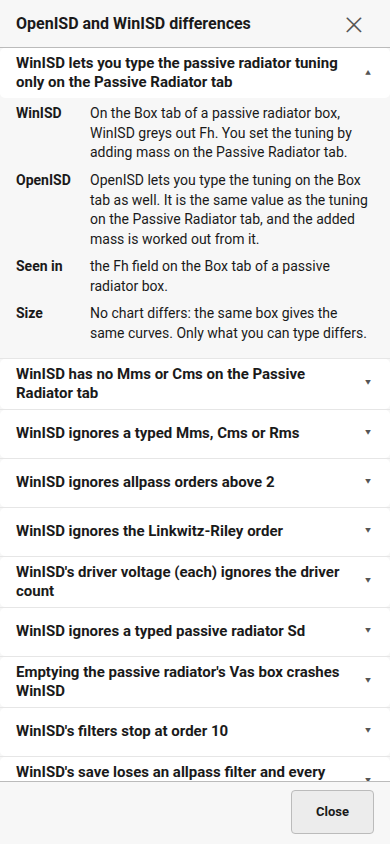 OpenISD and WinISD differences
WinISD lets you type the passive radiator tuning
only on the Passive Radiator tab
WinISD On the Box tab of a passive radiator box,
WinISD greys out Fh. You set the tuning by
adding mass on the Passive Radiator tab.
OpenISD OpenISD lets you type the tuning on the Box
tab as well. It is the same value as the tuning
on the Passive Radiator tab, and the added
mass is worked out from it.
Seen in the Fh field on the Box tab of a passive
radiator box.
Size No chart differs: the same box gives the
same curves. Only what you can type differs.
WinISD has no Mms or Cms on the Passive
Radiator tab
WinISD ignores a typed Mms, Cms or Rms
WinISD ignores allpass orders above 2
WinISD ignores the Linkwitz-Riley order
WinISD's driver voltage (each) ignores the driver
count
WinISD ignores a typed passive radiator Sd
Emptying the passive radiator's Vas box crashes
WinISD
WinISD's filters stop at order 10
WinISD's save loses an allpass filter and every
Close